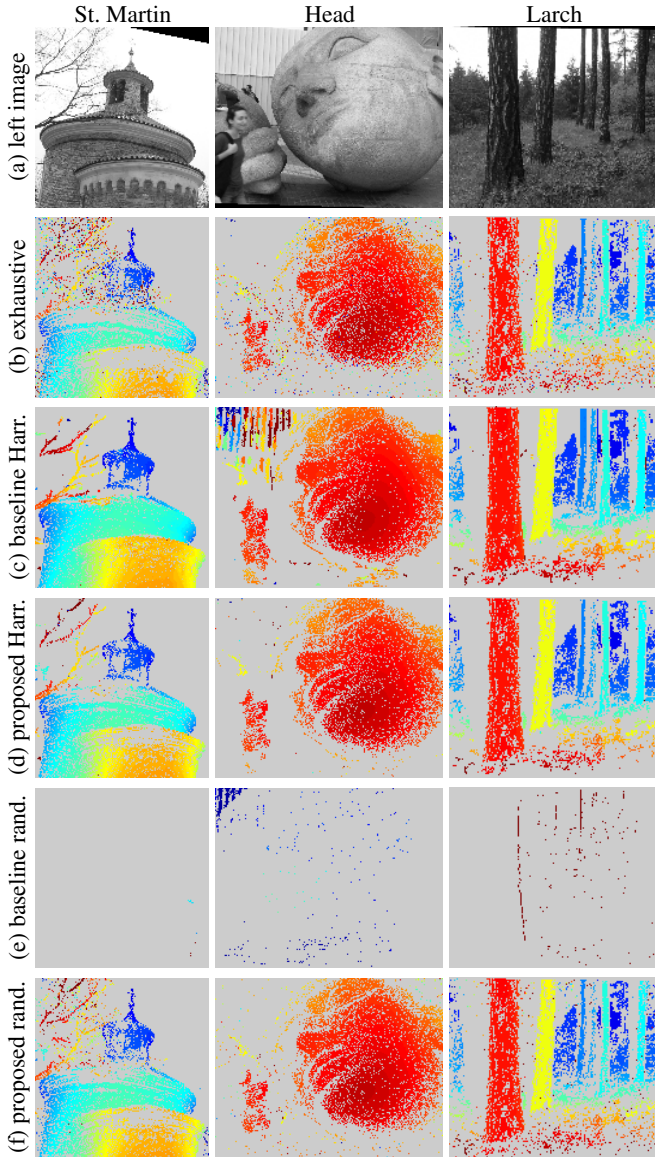 St. Martin
Head
Larch
(a) left image
(b) exhaustive
(c) baseline Harr.
(d) proposed Harr.
(e) baseline rand.
(f) proposed rand.